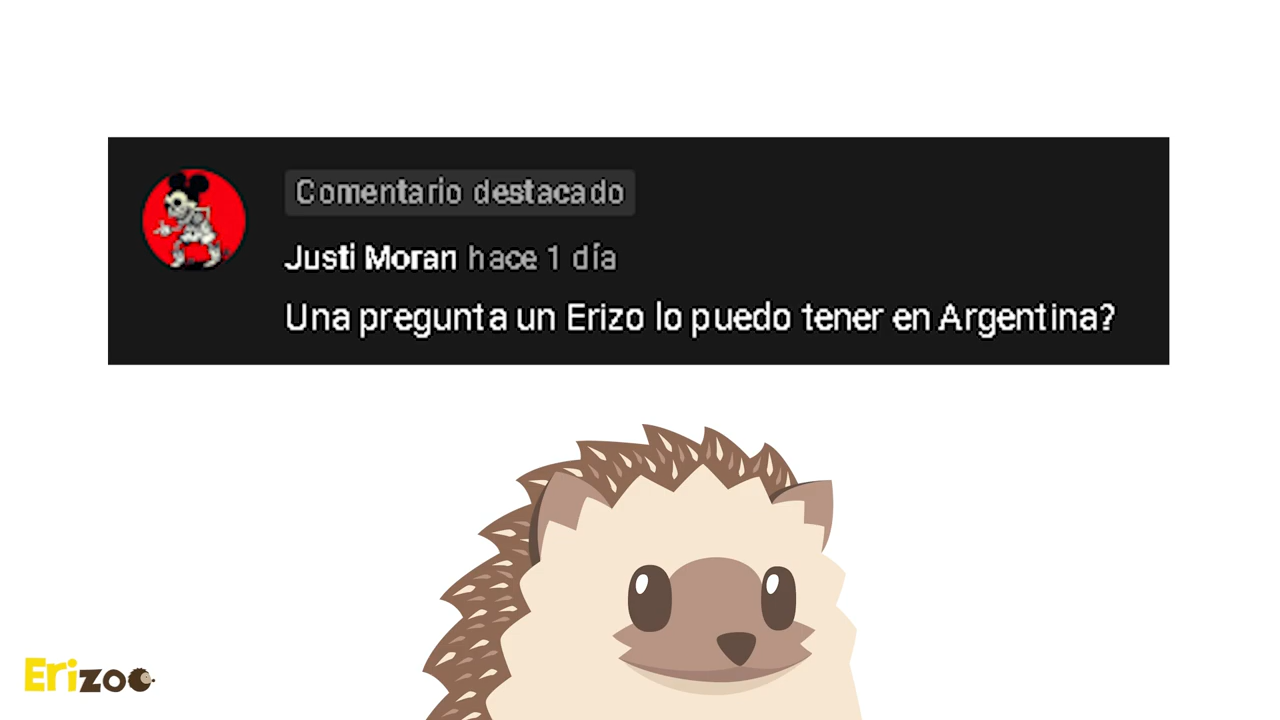 Comentario destacado
Justi Moran hace 1 día
Una pregunta un Erizo lo puedo tener en Argentina?
Erizoo